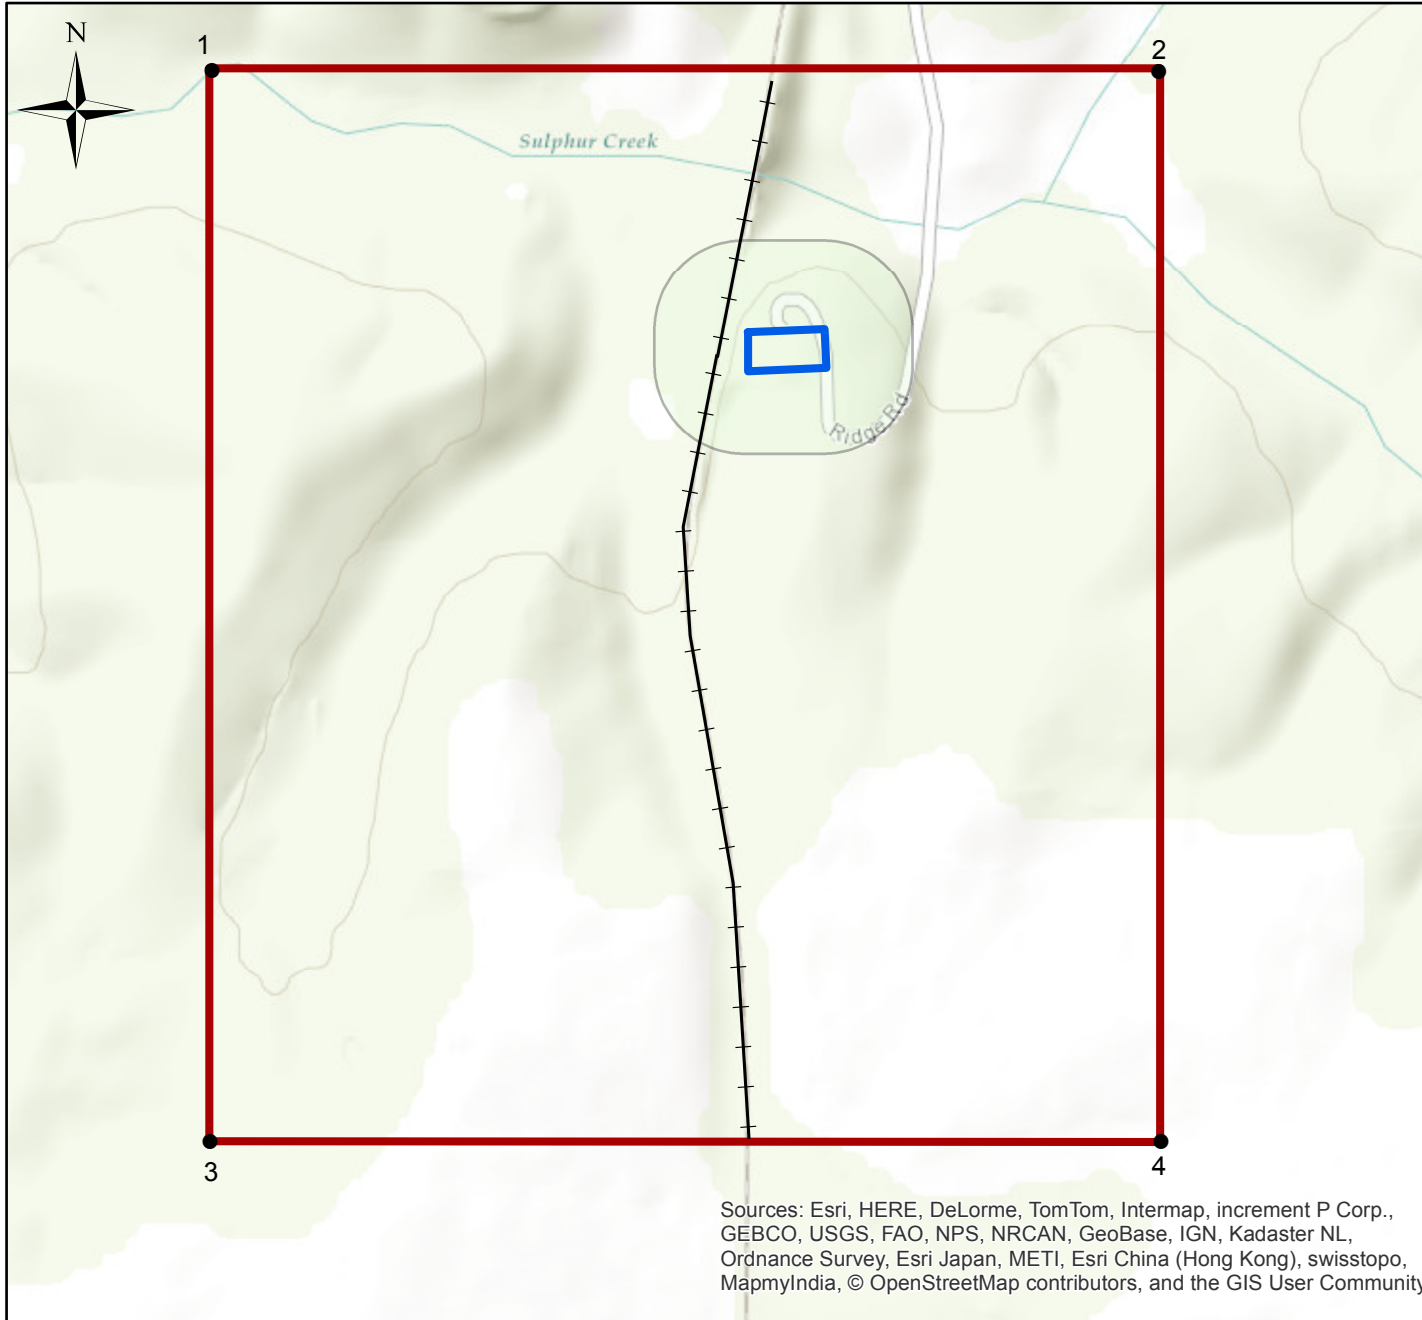 N
1
2
Sulphur Creek
Ridge Rd
3
4
Sources: Esri, HERE, DeLorme, TomTom, Intermap, increment P Corp.,
GEBCO, USGS, FAO, NPS, NRCAN, GeoBase, IGN, Kadaster NL,
Ordnance Survey, Esri Japan, METI, Esri China (Hong Kong), swisstopo,
MapmyIndia, © OpenStreetMap contributors, and the GIS User Community